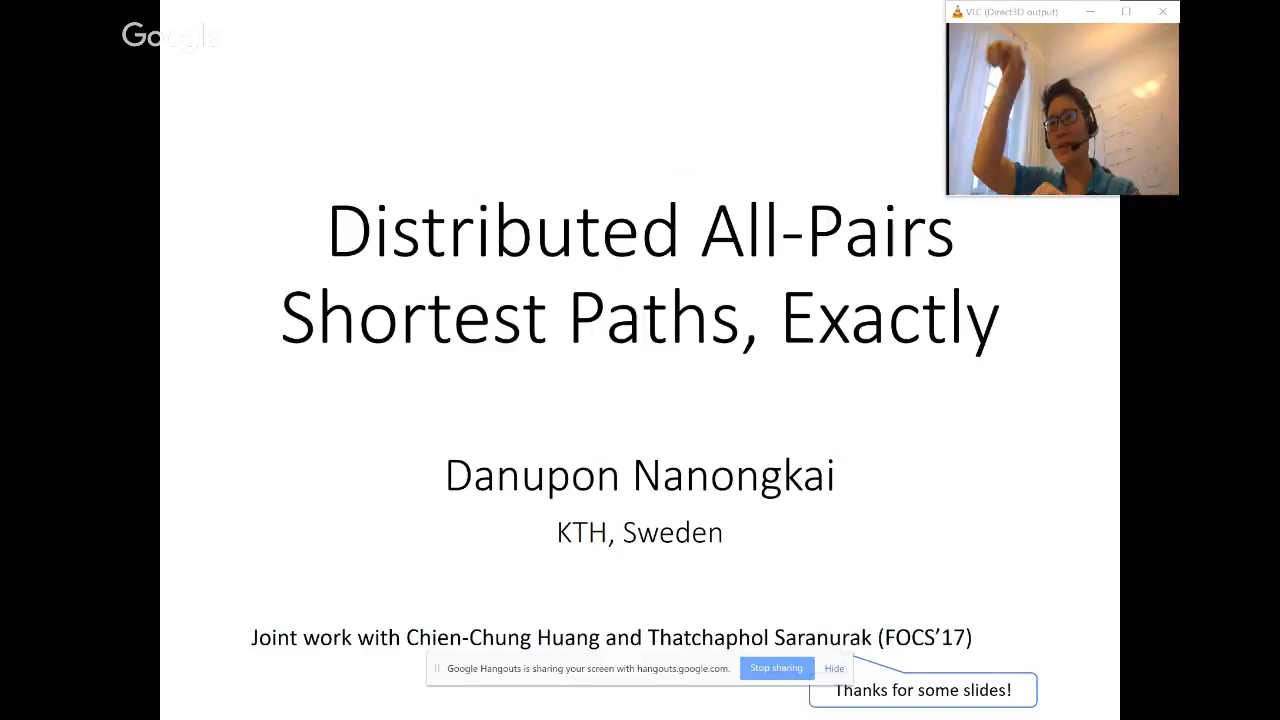 Google
VLC (Direct3D output)
Distributed All-Pairs
Shortest Paths, Exactly
Danupon Nanongkai
KTH, Sweden
Joint work with Chien-Chung Huang and Thatchaphol Saranurak (FOCS’17)
Google Hangouts is sharing your screen with hangouts.google.com.
Stop sharing
Hide
Thanks for some slides!